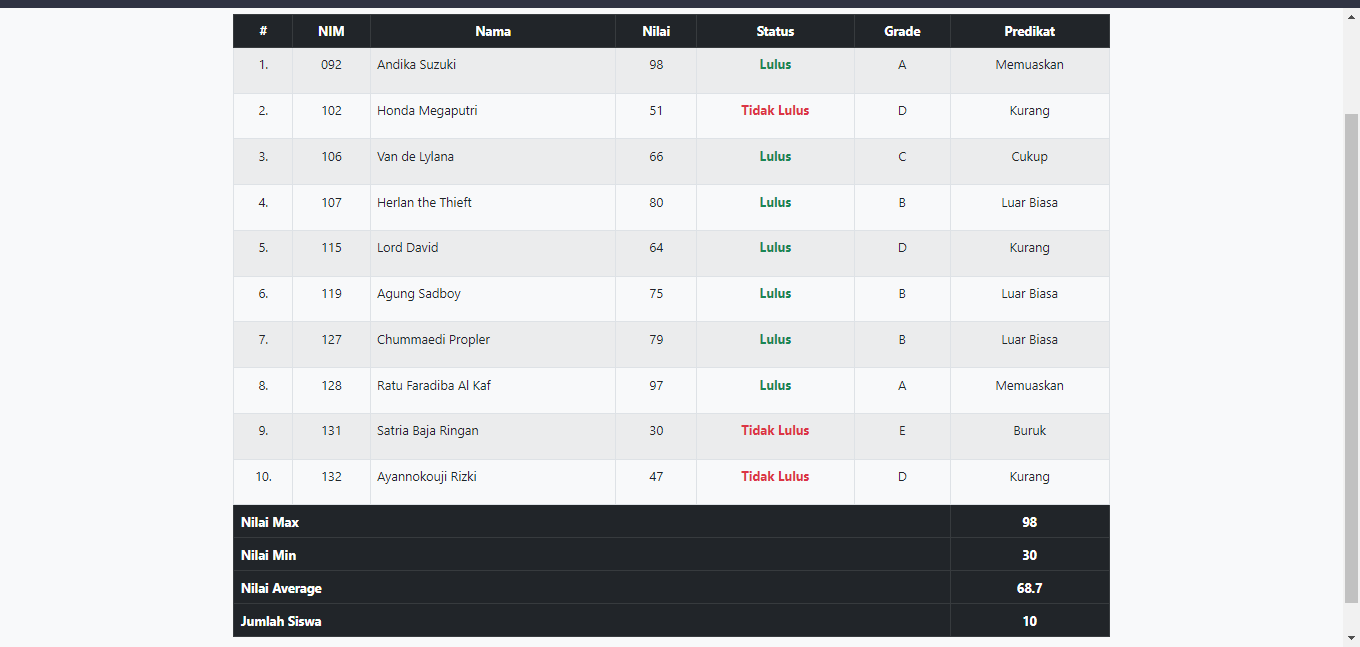 # NIM Nama Nilai Status Grade Predikat
1. 092 Andika Suzuki 98 Lulus A Memuaskan
2. 102 Honda Megaputri 51 Tidak Lulus D Kurang
3. 106 Van de Lylana 66 Lulus C Cukup
4. 107 Herlan the Thieft 80 Lulus B Luar Biasa
5. 115 Lord David 64 Lulus D Kurang
6. 119 Agung Sadboy 75 Lulus B Luar Biasa
7. 127 Chummaedi Propler 79 Lulus B Luar Biasa
8. 128 Ratu Faradiba Al Kaf 97 Lulus A Memuaskan
9. 131 Satria Baja Ringan 30 Tidak Lulus E Buruk
10. 132 Ayannokouji Rizki 47 Tidak Lulus D Kurang
Nilai Max 98
Nilai Min 30
Nilai Average 68.7
Jumlah Siswa 10